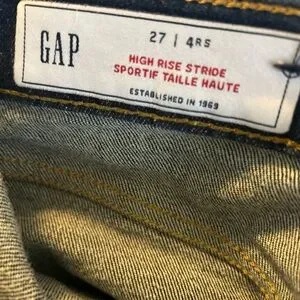 GAP
27 | 4RS
HIGH RISE STRIDE
SPORTIF TAILLE HAUTE
ESTABLISHED IN 1969